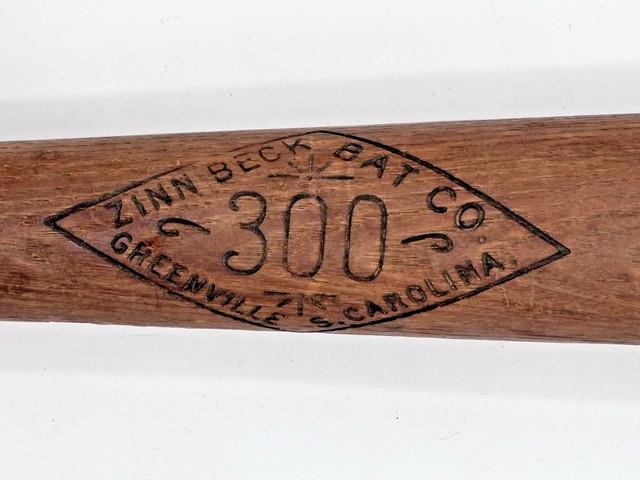 ZINN BECK BAT CO.
300
GREENVILLE S. CAROLINA.